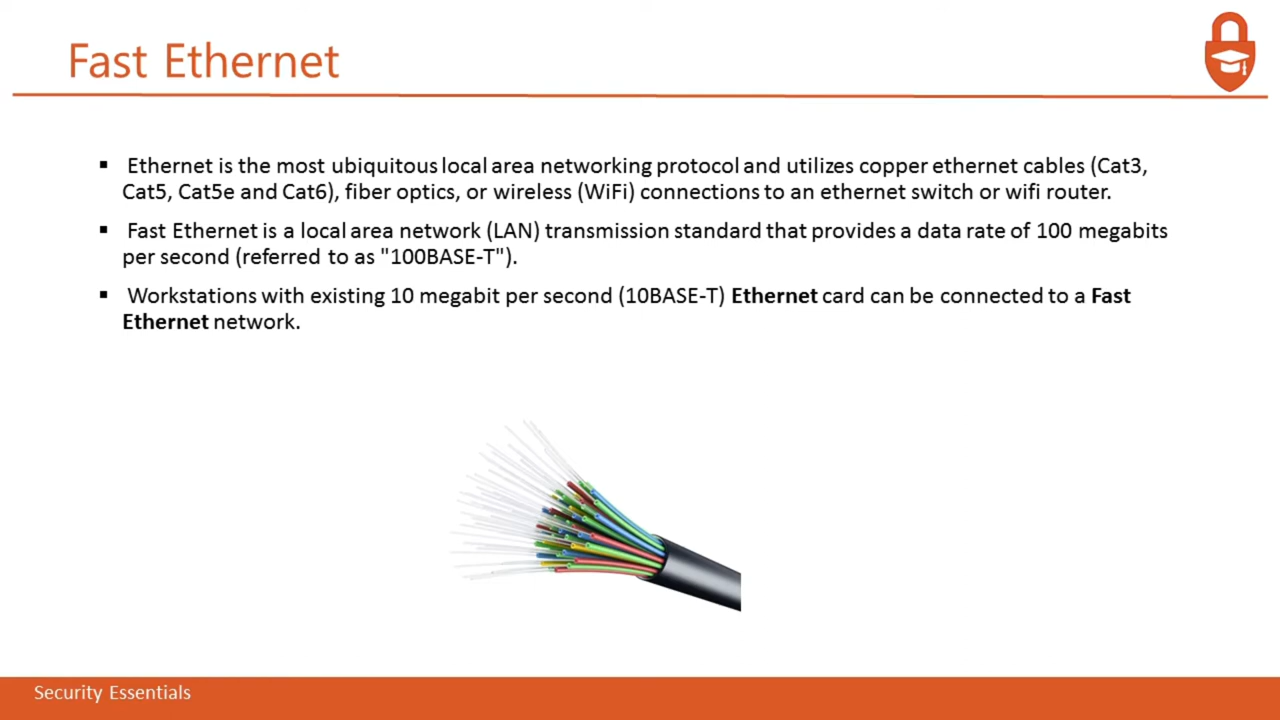 Fast Ethernet
▪ Ethernet is the most ubiquitous local area networking protocol and utilizes copper ethernet cables (Cat3,
Cat5, Cat5e and Cat6), fiber optics, or wireless (WiFi) connections to an ethernet switch or wifi router.
▪ Fast Ethernet is a local area network (LAN) transmission standard that provides a data rate of 100 megabits
per second (referred to as "100BASE-T").
▪ Workstations with existing 10 megabit per second (10BASE-T) Ethernet card can be connected to a Fast
Ethernet network.
Security Essentials